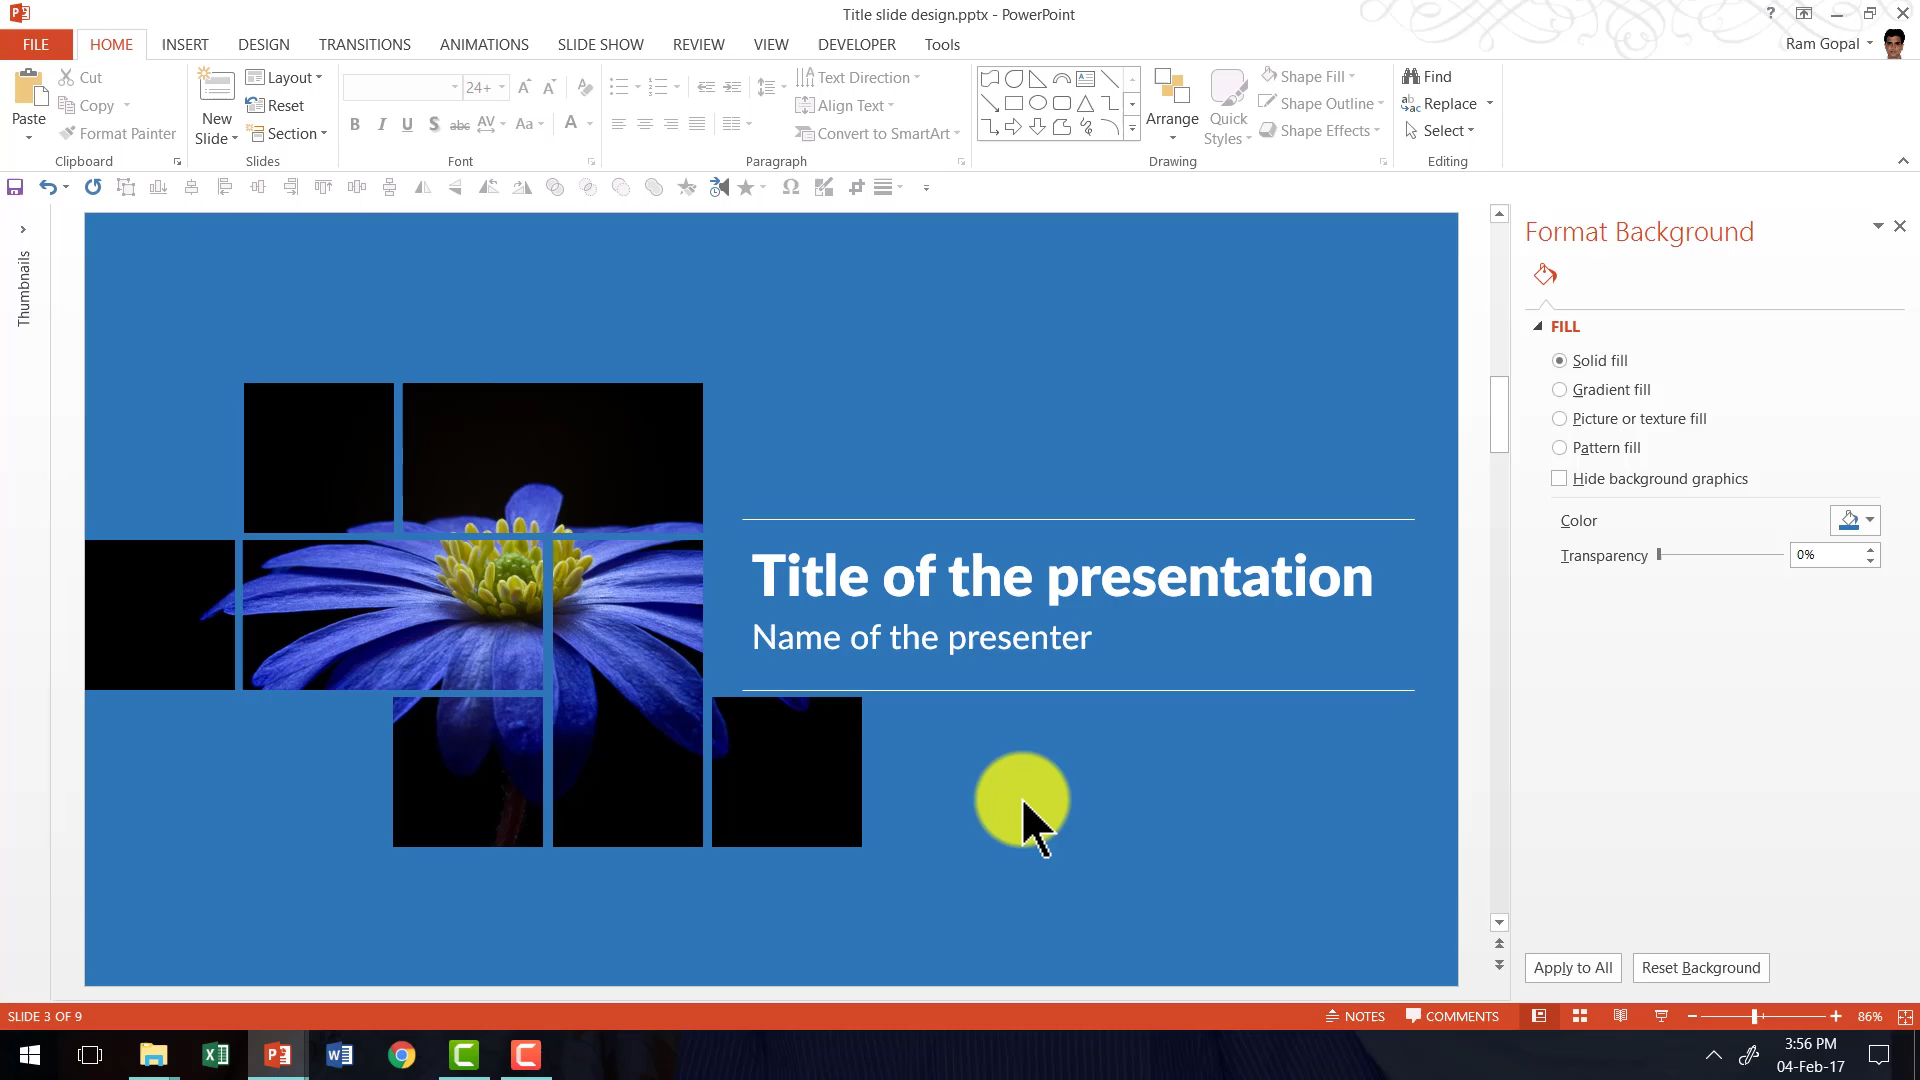 Title slide design.pptx - PowerPoint
?
FILE HOME INSERT DESIGN TRANSITIONS ANIMATIONS SLIDE SHOW REVIEW VIEW DEVELOPER Tools
Ram Gopal
Paste
Cut
Copy
Format Painter
Clipboard
New
Slide
Layout
Reset
Section
Slides
24+
B I U S abc AV Aa A
Font
Text Direction
Align Text
Convert to SmartArt
Paragraph
Arrange
Quick
Styles
Shape Fill
Shape Outline
Shape Effects
Drawing
Find
Replace
Select
Editing
Thumbnails
Title of the presentation
Name of the presenter
Format Background
FILL
Solid fill
Gradient fill
Picture or texture fill
Pattern fill
Hide background graphics
Color
Transparency 0%
Apply to All Reset Background
SLIDE 3 OF 9
NOTES COMMENTS 86%
3:56 PM
04-Feb-17